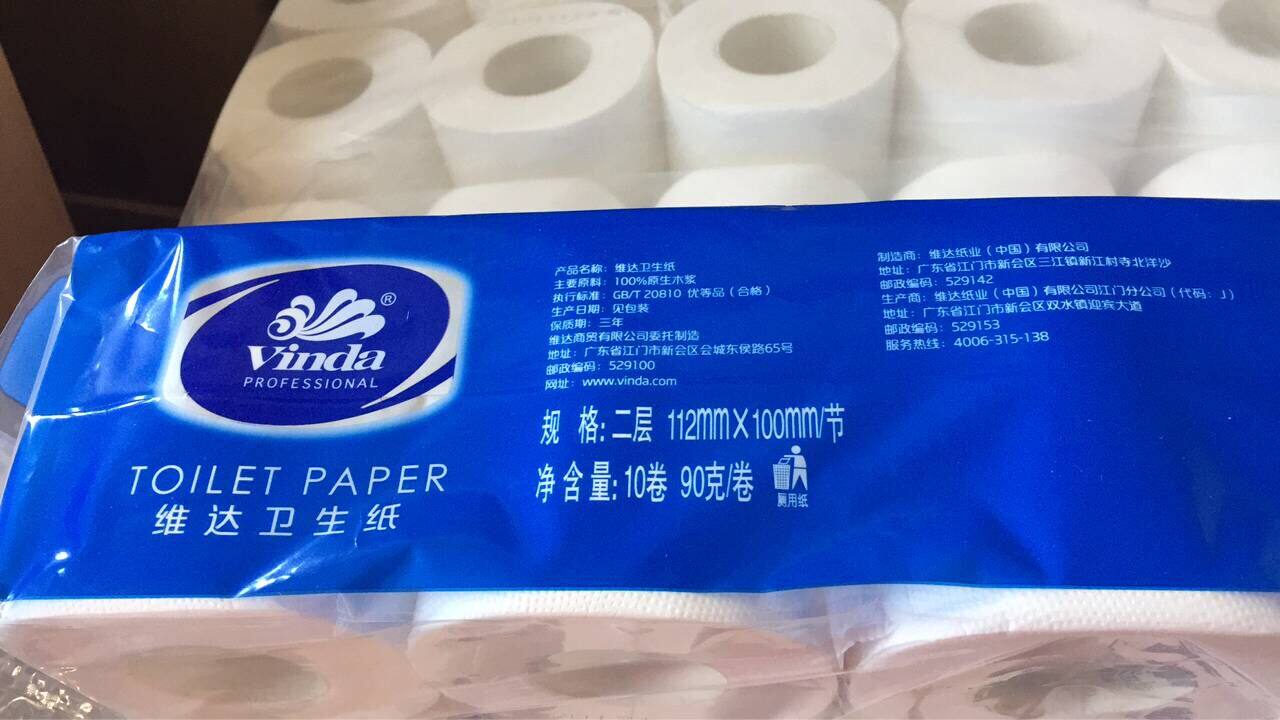 Vinda®
PROFESSIONAL
TOILET PAPER
维达卫生纸
产品名称：维达卫生纸
主要原料：100%原生木浆
执行标准：GB/T 20810 优等品（合格）
生产日期：见包装
保质期：三年
维达商贸有限公司委托制造
地址：广东省江门市新会区会城东侯路65号
邮政编码：529100
网址：www.vinda.com
规 格：二层 112mm×100mm/节
净含量：10卷 90克/卷
厕用纸
制造商：维达纸业（中国）有限公司
地址：广东省江门市新会区三江镇新江村寺北洋沙
邮政编码：529142
生产商：维达纸业（中国）有限公司江门分公司（代码：J）
地址：广东省江门市新会区双水镇迎宾大道
邮政编码：529153
服务热线：4006-315-138